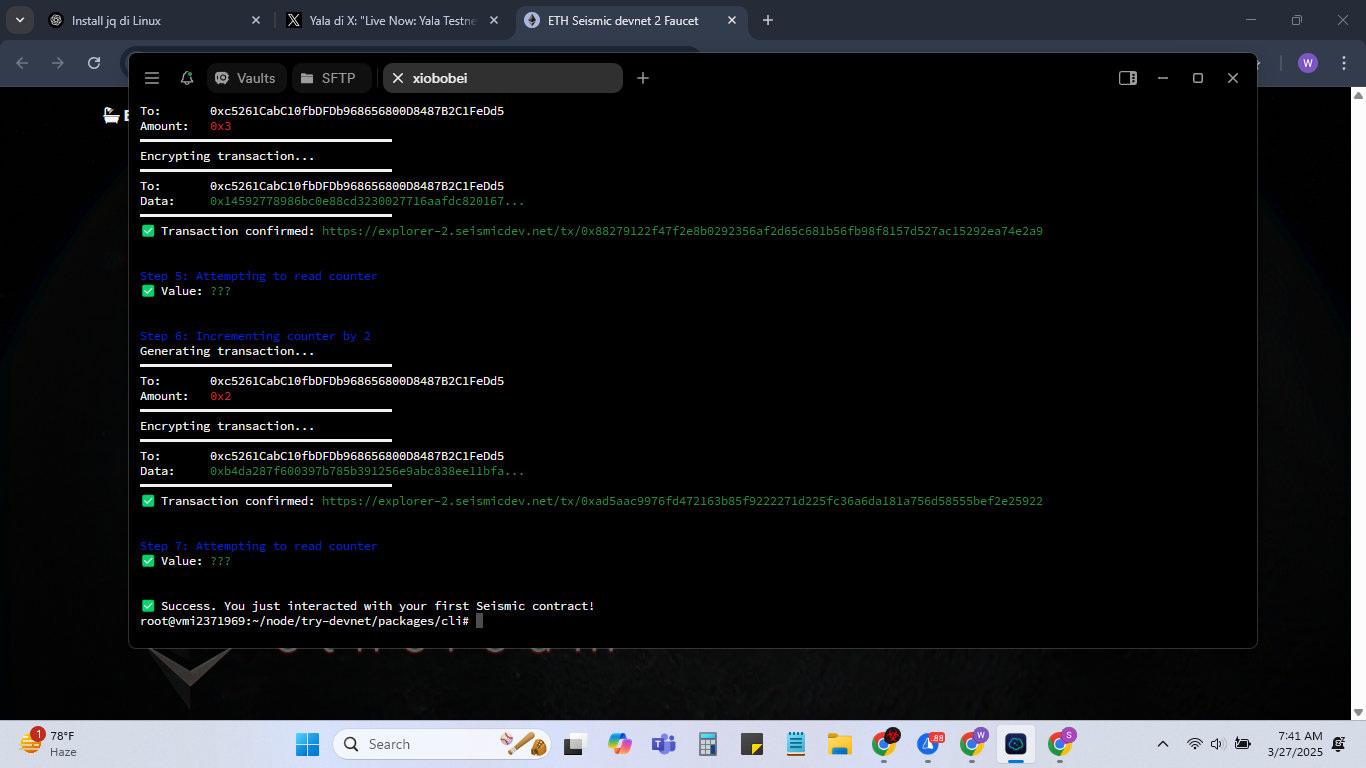 Install jq di Linux
Yala di X: "Live Now: Yala Testne
ETH Seismic devnet 2 Faucet
W
Vaults
SFTP
xiobobei
To: 0xc5261CabC10fbDFDb968656800D8487B2C1FeDd5
Amount: 0x3
Encrypting transaction...
To: 0xc5261CabC10fbDFDb968656800D8487B2C1FeDd5
Data: 0x14592778986bc0e88cd3230027716aafdc820167...
Transaction confirmed: https://explorer-2.seismicdev.net/tx/0x88279122f47f2e8b0292356af2d65c681b56fb98f8157d527ac15292ea74e2a9
Step 5: Attempting to read counter
Value: ???
Step 6: Incrementing counter by 2
Generating transaction...
To: 0xc5261CabC10fbDFDb968656800D8487B2C1FeDd5
Amount: 0x2
Encrypting transaction...
To: 0xc5261CabC10fbDFDb968656800D8487B2C1FeDd5
Data: 0xb4da287f600397b785b391256e9abc838ee11bfa...
Transaction confirmed: https://explorer-2.seismicdev.net/tx/0xad5aac9976fd472163b85f9222271d225fc36a6da181a756d58555bef2e25922
Step 7: Attempting to read counter
Value: ???
Success. You just interacted with your first Seismic contract!
root@vmi2371969:~/node/try-devnet/packages/cli#
1
78°F
Haze
Search
.88
W
S
7:41 AM
3/27/2025